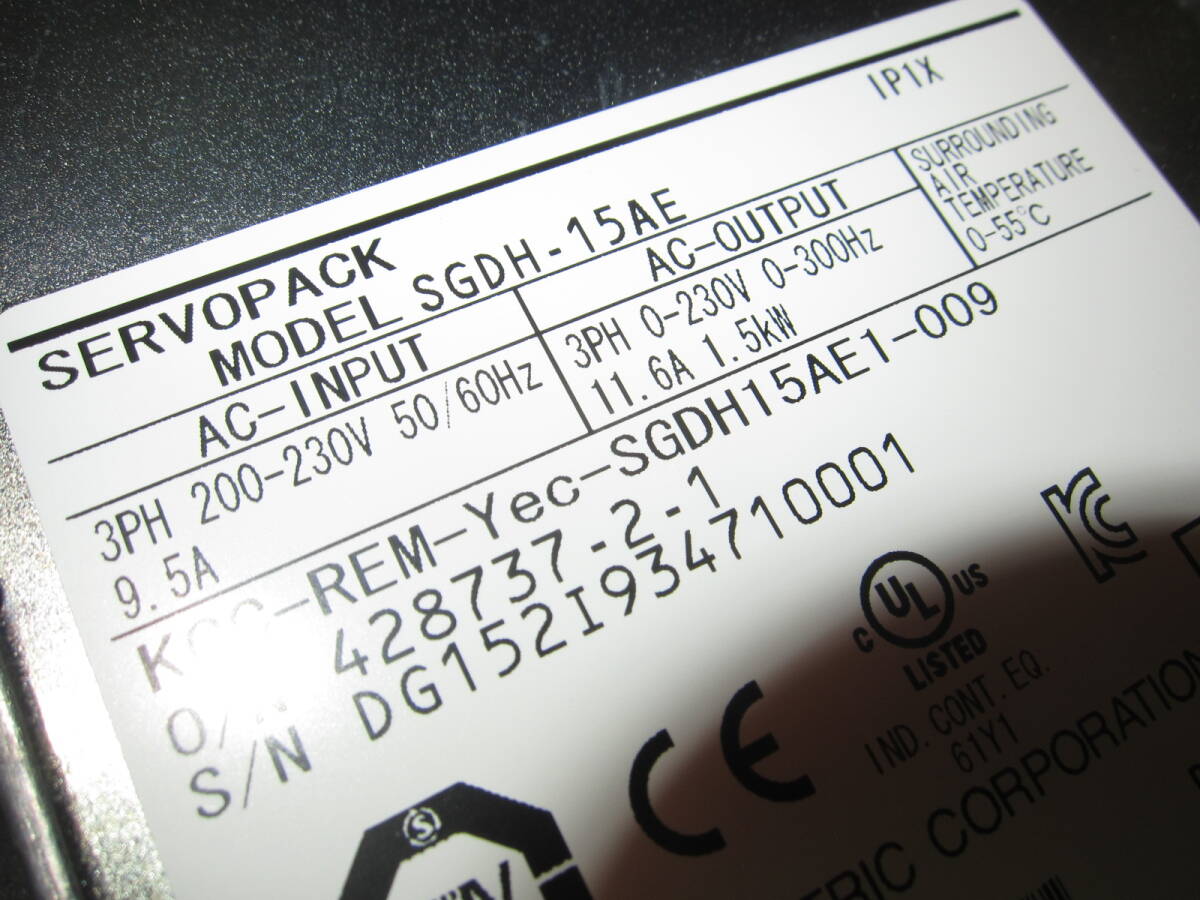 IP1X
SERVOPACK
MODEL SGDH-15AE
AC-INPUT
AC-OUTPUT
SURROUNDING
AIR
TEMPERATURE
0-55°C
3PH 200-230V 50/60Hz
9.5A
3PH 0-230V 0-300Hz
11.6A 1.5kW
-REM-Yec-SGDH15AE1-009
O/N 428737-2-1
S/N DG152I934710001
C UL US
LISTED
IND. CONT. EQ.
61Y1
CE
CORPORATION